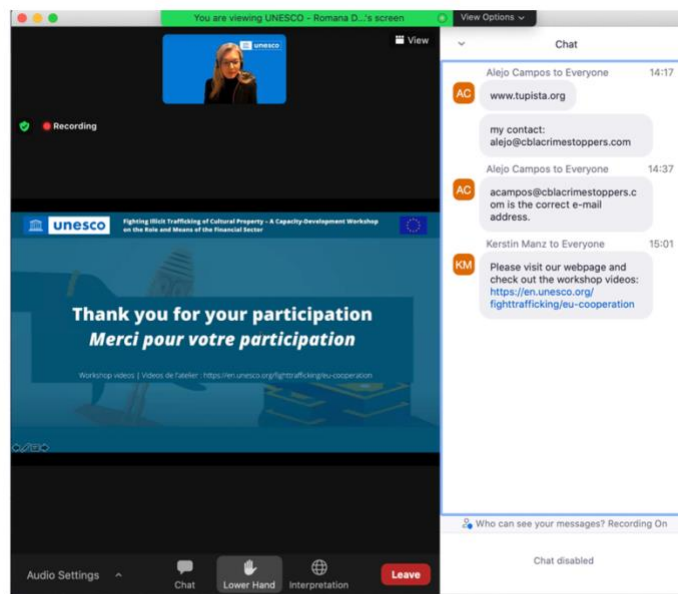 You are viewing UNESCO - Romana D...'s screen
View Options
unesco
View
Recording
unesco
Fighting Illicit Trafficking of Cultural Property – A Capacity-Development Workshop
on the Role and Means of the Financial Sector
Thank you for your participation
Merci pour votre participation
Workshop videos | Videos de l'atelier : https://en.unesco.org/fighttrafficking/eu-cooperation
Audio Settings
Chat
Lower Hand
Interpretation
Leave
Chat
Alejo Campos to Everyone 14:17
AC
www.tupista.org
my contact:
alejo@cblacrimestoppers.com
Alejo Campos to Everyone 14:37
AC
acampos@cblacrimestoppers.c
om is the correct e-mail
address.
Kerstin Manz to Everyone 15:01
KM
Please visit our webpage and
check out the workshop videos:
https://en.unesco.org/
fighttrafficking/eu-cooperation
Who can see your messages? Recording On
Chat disabled